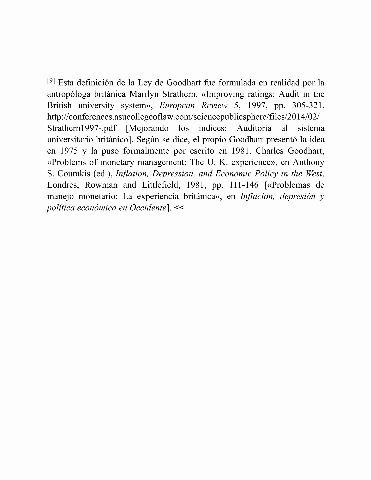 [9] Esta definición de la Ley de Goodhart fue formulada en realidad por la
antropóloga británica Marilyn Strathern, «Improving ratings: Audit in the
British university system», European Review 5, 1997, pp. 305-321,
http://conferences.asucollegeoflaw.com/sciencepublicsphere/files/2014/02/
Strathern1997-.pdf [Mejorando los índices: Auditoría al sistema
universitario británico]. Según se dice, el propio Goodhart presentó la idea
en 1975 y la puso formalmente por escrito en 1981. Charles Goodhart,
«Problems of monetary management: The U. K. experience», en Anthony
S. Courakis (ed.), Inflation, Depression, and Economic Policy in the West,
Londres, Rowman and Littlefield, 1981, pp. 111-146 [«Problemas de
manejo monetario: La experiencia británica», en Inflación, depresión y
política económica en Occidente]. <<